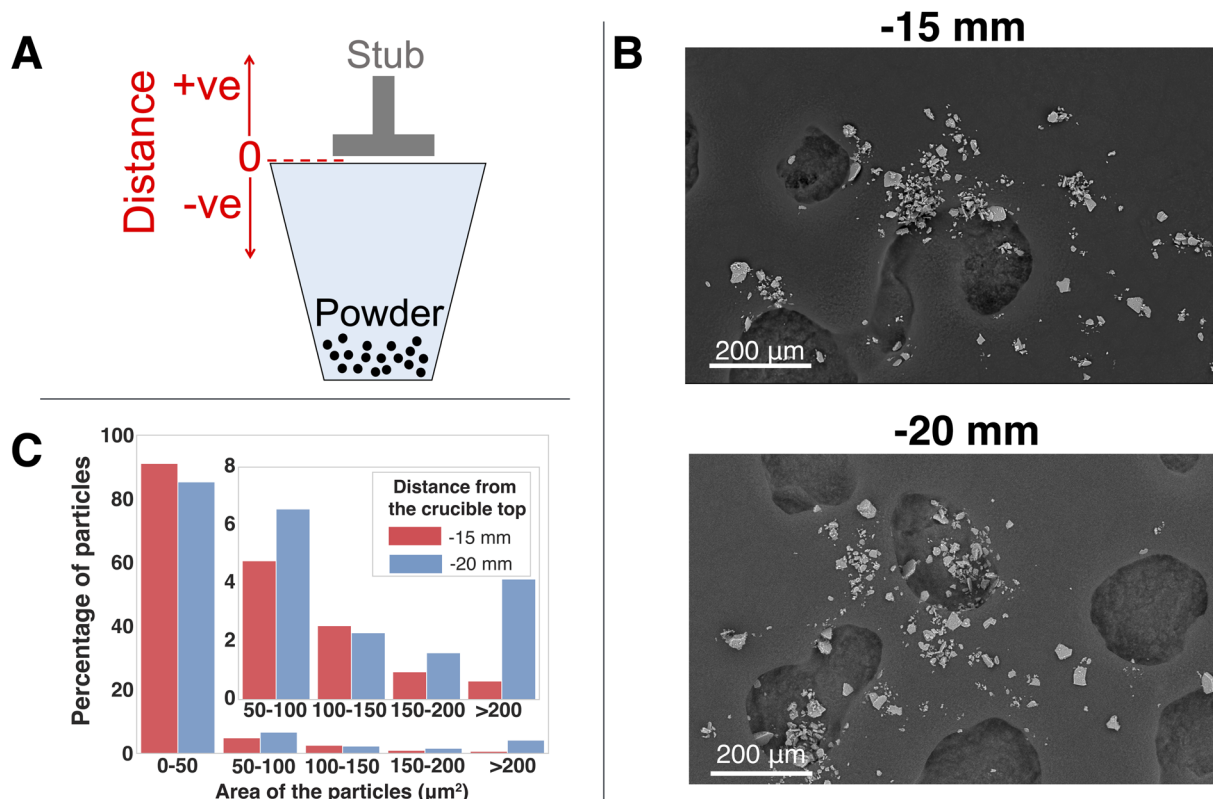 A
Stub
Distance
+ve
0
-ve
Powder
B
-15 mm
200 µm
-20 mm
200 µm
C
Percentage of particles
100
80
60
40
20
0
8
6
4
2
0
Distance from
the crucible top
-15 mm
-20 mm
50-100 100-150 150-200 >200
0-50 50-100 100-150 150-200 >200
Area of the particles (µm²)